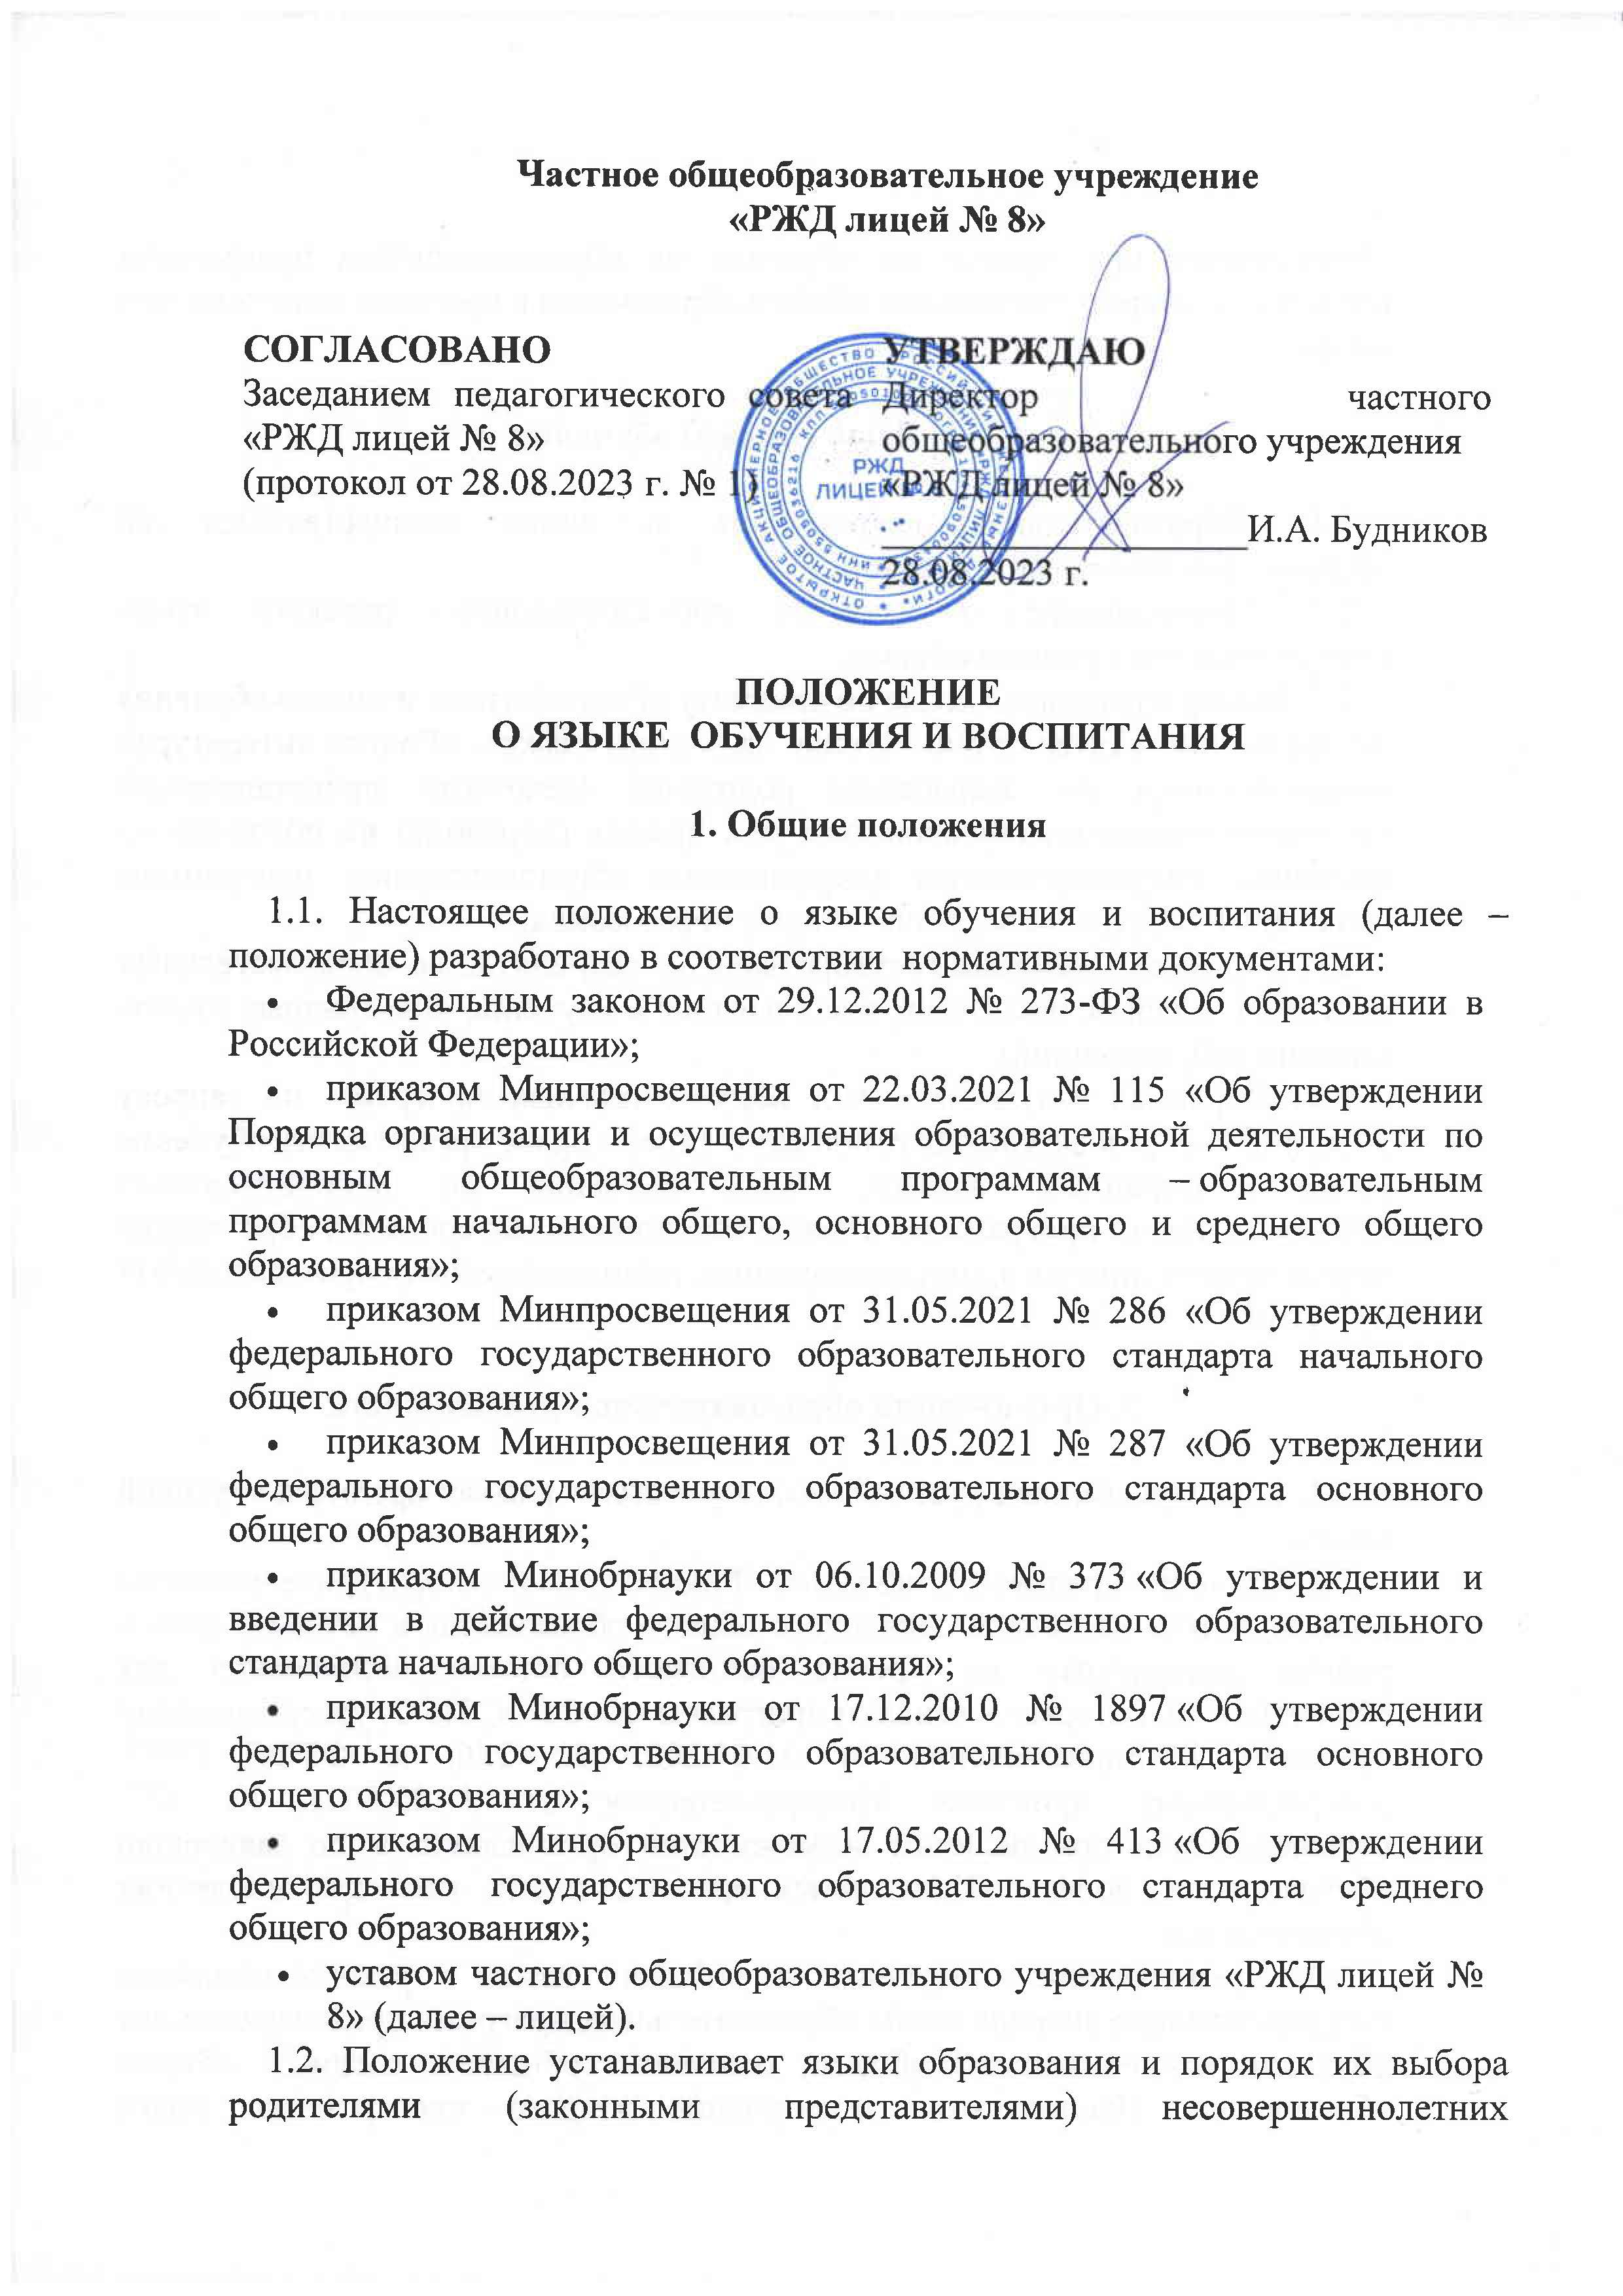 Частное общеобразовательное учреждение
«РЖД лицей № 8»
СОГЛАСОВАНО
Заседанием педагогического совета
«РЖД лицей № 8»
(протокол от 28.08.2023 г. № 1)
УТВЕРЖДАЮ
Директор частного
общеобразовательного учреждения
«РЖД лицей № 8»
И.А. Будников
28.08.2023 г.
РЖД
ЛИЦЕЙ
ПОЛОЖЕНИЕ
О ЯЗЫКЕ ОБУЧЕНИЯ И ВОСПИТАНИЯ
1. Общие положения
1.1. Настоящее положение о языке обучения и воспитания (далее –
положение) разработано в соответствии нормативными документами:
• Федеральным законом от 29.12.2012 № 273-ФЗ «Об образовании в
Российской Федерации»;
• приказом Минпросвещения от 22.03.2021 № 115 «Об утверждении
Порядка организации и осуществления образовательной деятельности по
основным общеобразовательным программам – образовательным
программам начального общего, основного общего и среднего общего
образования»;
• приказом Минпросвещения от 31.05.2021 № 286 «Об утверждении
федерального государственного образовательного стандарта начального
общего образования»;
• приказом Минпросвещения от 31.05.2021 № 287 «Об утверждении
федерального государственного образовательного стандарта основного
общего образования»;
• приказом Минобрнауки от 06.10.2009 № 373 «Об утверждении и
введении в действие федерального государственного образовательного
стандарта начального общего образования»;
• приказом Минобрнауки от 17.12.2010 № 1897 «Об утверждении
федерального государственного образовательного стандарта основного
общего образования»;
• приказом Минобрнауки от 17.05.2012 № 413 «Об утверждении
федерального государственного образовательного стандарта среднего
общего образования»;
• уставом частного общеобразовательного учреждения «РЖД лицей №
8» (далее – лицей).
1.2. Положение устанавливает языки образования и порядок их выбора
родителями (законными представителями) несовершеннолетних